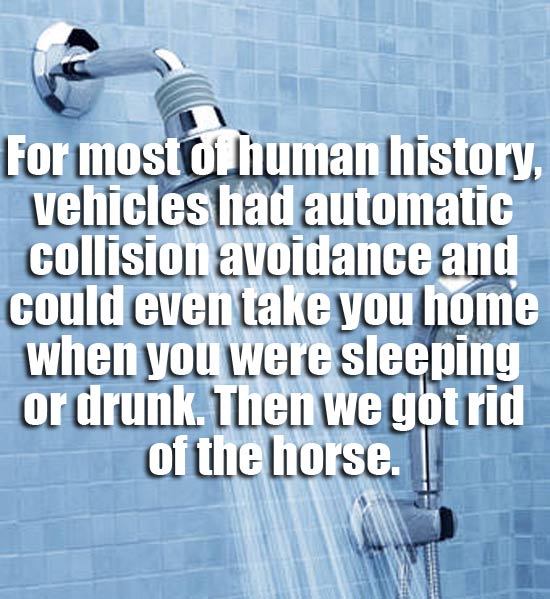 For most of human history,
vehicles had automatic
collision avoidance and
could even take you home
when you were sleeping
or drunk. Then we got rid
of the horse.